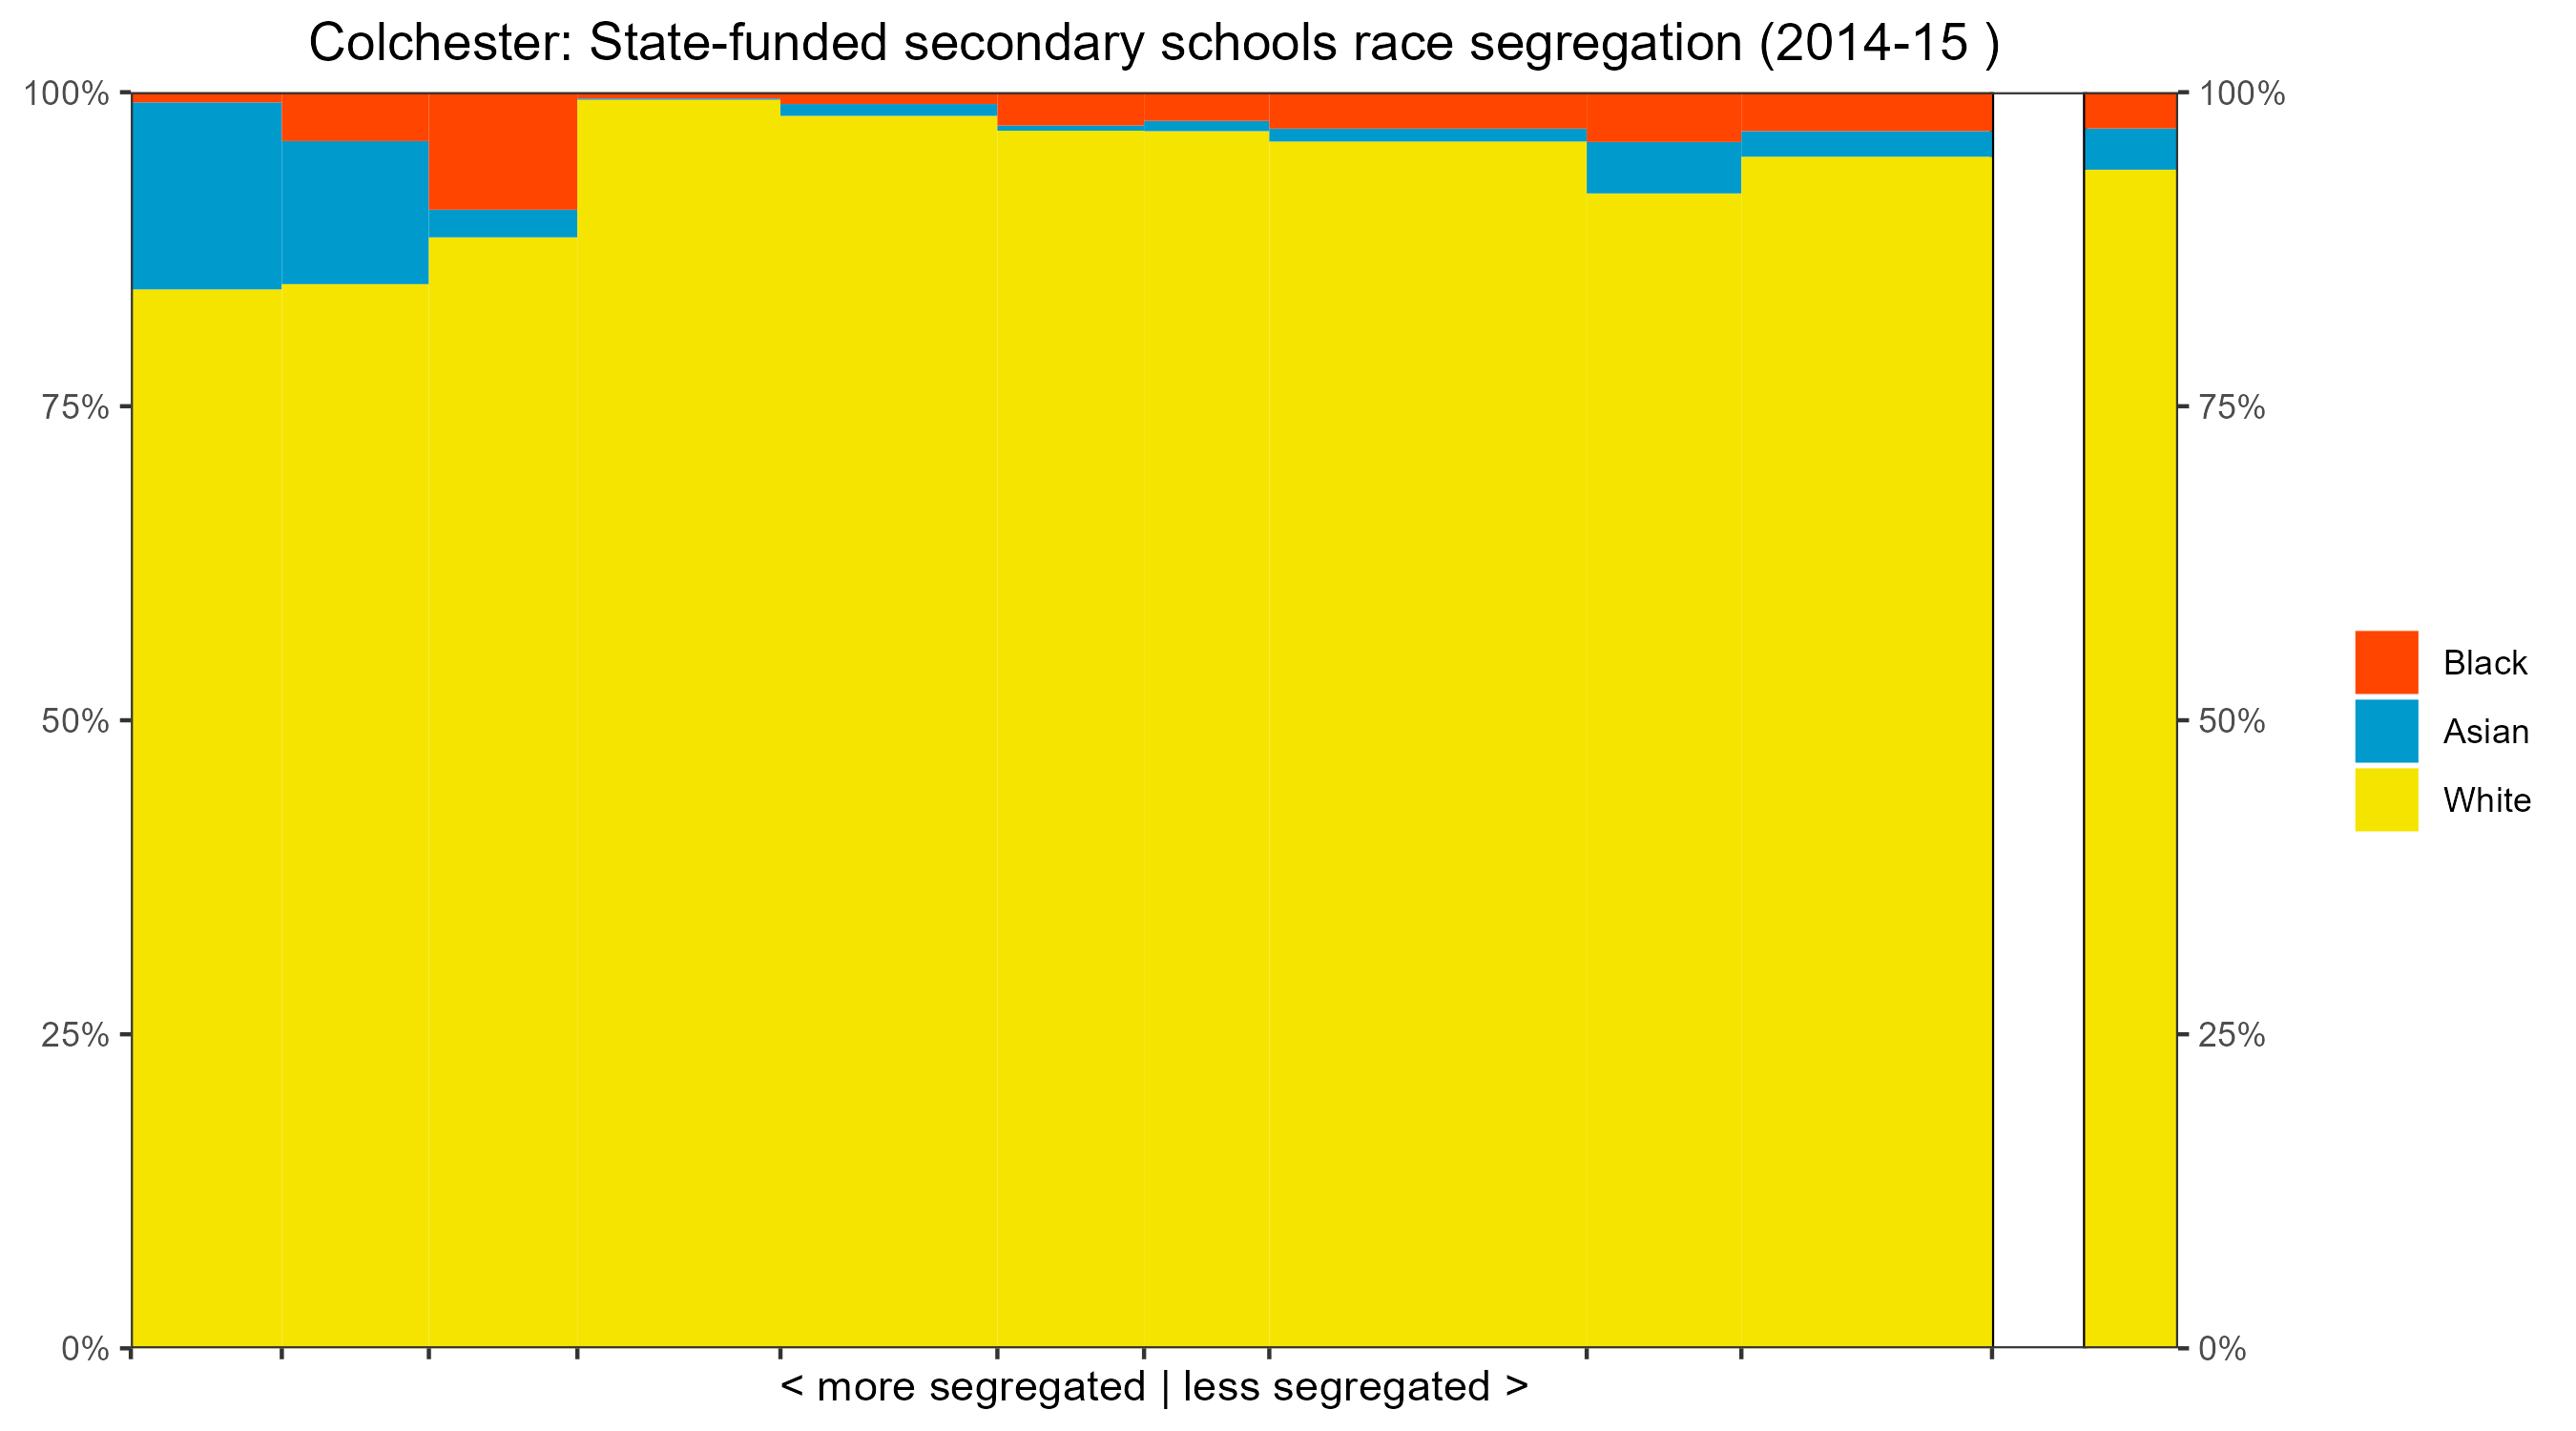 Colchester: State-funded secondary schools race segregation (2014-15 )
100%
75%
50%
25%
0%
100%
75%
50%
25%
0%
Black
Asian
White
< more segregated | less segregated >